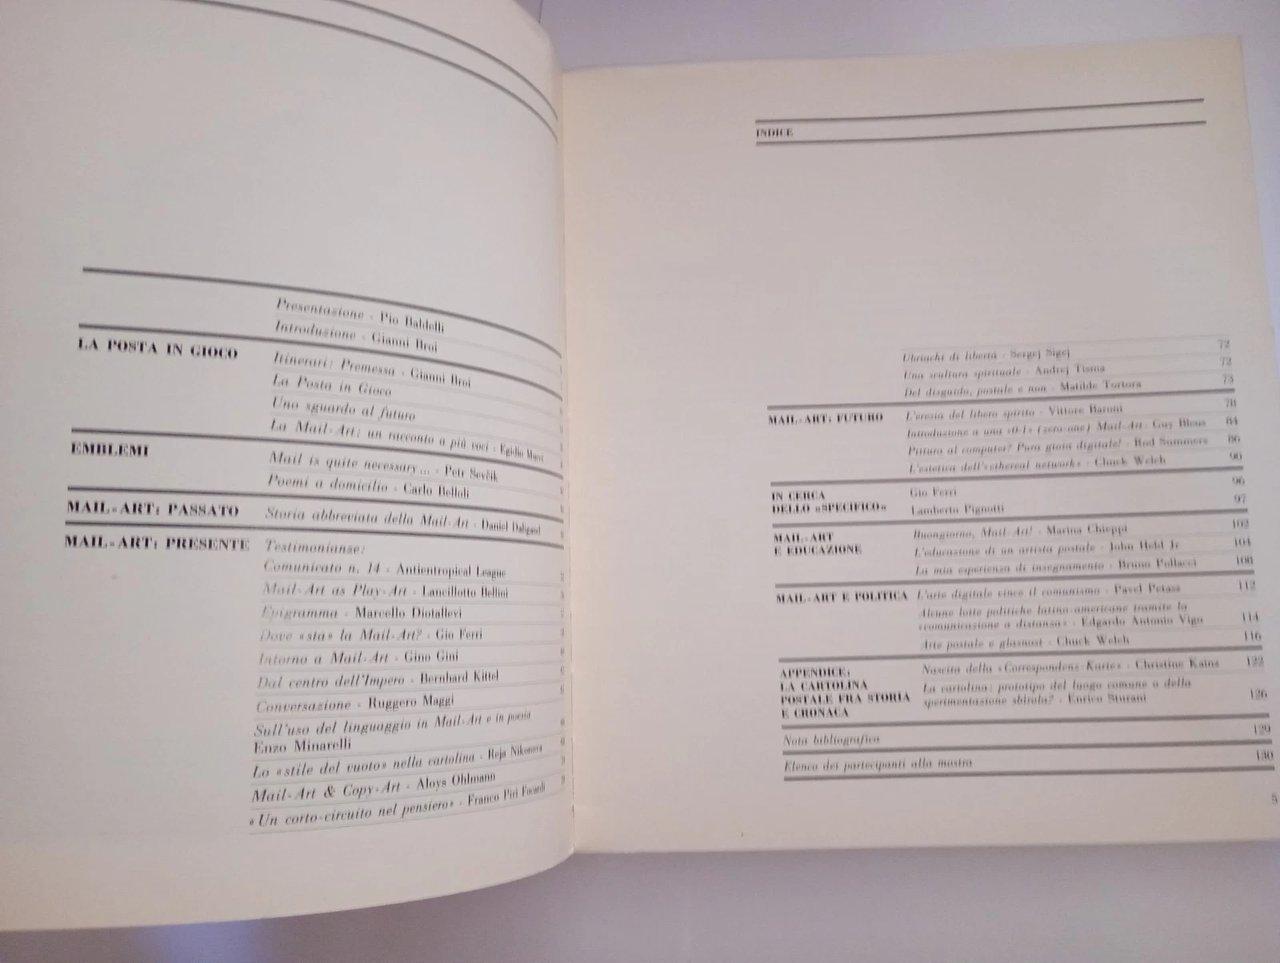 Presentazione - Pio Baldelli
Introduzione - Gianni Broi
LA POSTA IN GIOCO
Itinerari: Premessa - Gianni Broi
La Posta in Gioco
Uno sguardo al futuro
La Mail-Art: un racconto a più voci - Egidio Mucci
EMBLEMI
Mail is quite necessary... - Petr Sevčik
Poemi a domicilio - Carlo Belloli
MAIL-ART: PASSATO
Storia abbreviata della Mail-Art - Daniel Daligand
MAIL-ART: PRESENTE
Testimonianze:
Comunicato n. 14 - Antientropical League
Mail-Art as Play-Art - Lancillotto Bellini
Epigramma - Marcello Diotallevi
Dove «sta» la Mail-Art? - Gio Ferri
Intorno a Mail-Art - Gino Gini
Dal centro dell'Impero - Bernhard Kittel
Conversazione - Ruggero Maggi
Sull'uso del linguaggio in Mail-Art e in poesia
Enzo Minarelli
Lo «stile del vuoto» nella cartolina - Reja Nikonova
Mail-Art & Copy-Art - Aloys Ohlmann
«Un corto-circuito nel pensiero» - Franco Piri Focardi
INDICE
Ubriachi di libertà - Sergej Sigej 72
Una scultura spirituale - Andrej Tisma 72
Del disguido, postale e non - Matilde Tortora 73
MAIL-ART: FUTURO
L'eresia del libero spirito - Vittore Baroni 78
Introduzione a una «0-1» (zero-one) Mail-Art - Guy Bleus 84
Pittura al computer? Pura gioia digitale! - Rod Summers 86
L'estetica dell'«ethereal network» - Chuck Welch 90
IN CERCA
DELLO «SPECIFICO»
Gio Ferri 96
Lamberto Pignotti 97
MAIL-ART
E EDUCAZIONE
Buongiorno, Mail Art! - Marina Chieppi 102
L'educazione di un artista postale - John Held Jr 104
La mia esperienza di insegnamento - Bruno Pollacci 108
MAIL-ART E POLITICA
L'arte digitale vince il comunismo - Pavel Petasz 112
Alcune lotte politiche latino-americane tramite la
«comunicazione a distanza» - Edgardo Antonio Vigo 114
Arte postale e glasnost - Chuck Welch 116
APPENDICE:
LA CARTOLINA
POSTALE FRA STORIA
E CRONACA
Nascita della «Correspondenz-Karte» - Christine Kainz 122
La cartolina: prototipo del luogo comune o della
sperimentazione sbirola? - Enrico Sturani 126
Nota bibliografica 129
Elenco dei partecipanti alla mostra 130
5